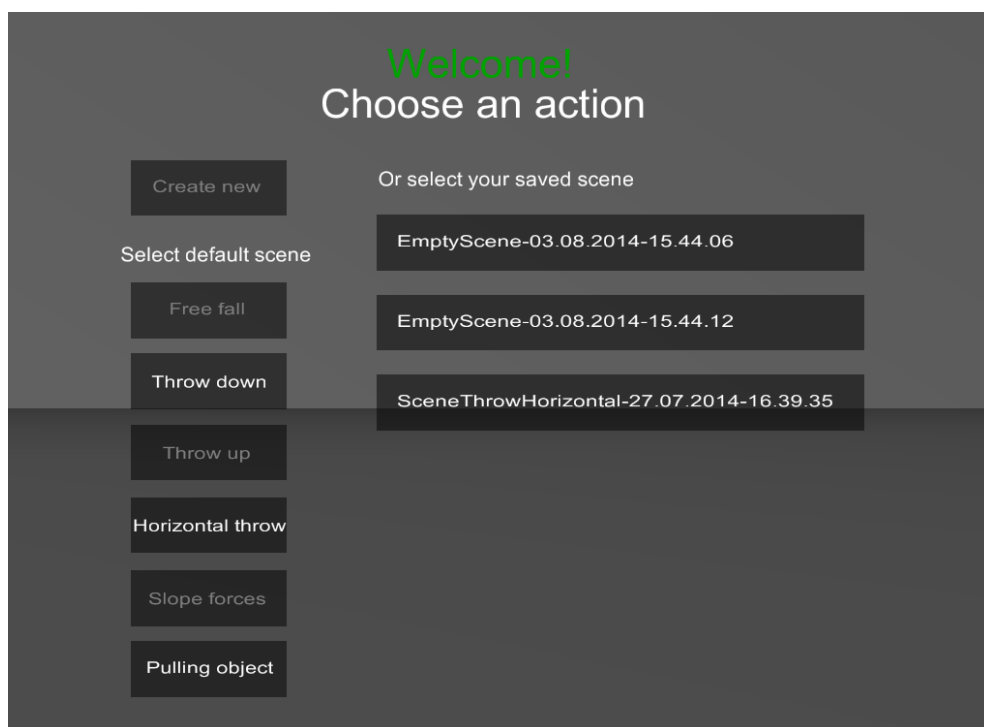 Welcome!
Choose an action
Create new
Select default scene
Free fall
Throw down
Throw up
Horizontal throw
Slope forces
Pulling object
Or select your saved scene
EmptyScene-03.08.2014-15.44.06
EmptyScene-03.08.2014-15.44.12
SceneThrowHorizontal-27.07.2014-16.39.35